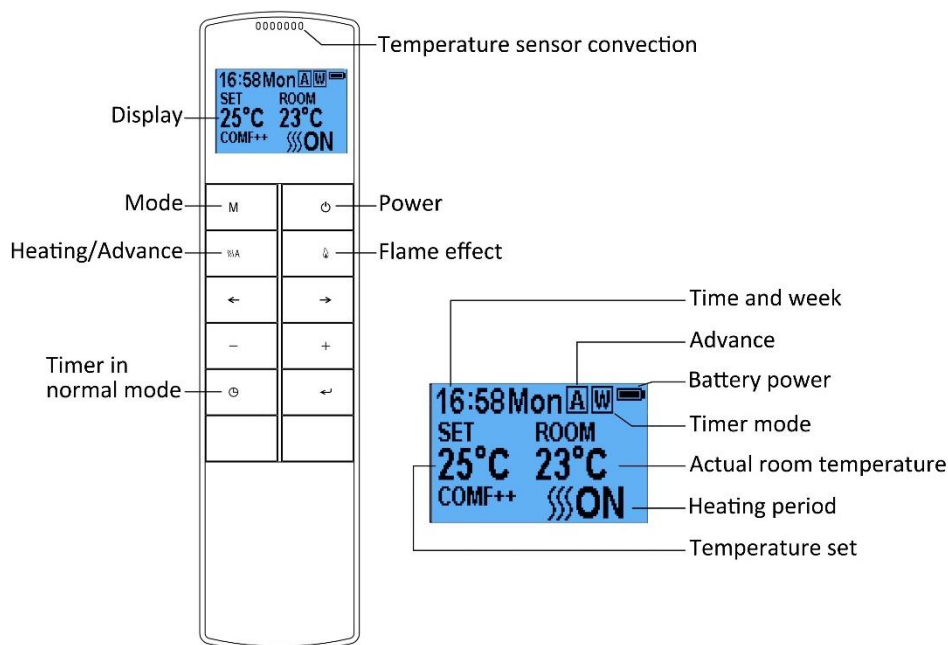 Temperature sensor convection
16:58Mon A W
SET ROOM
25°C 23°C
COMF++ ON
Display
Mode
M
Power
Heating/Advance
A
Flame effect
←
→
−
+
Timer in
normal mode
Time and week
Advance
Battery power
Timer mode
Actual room temperature
Heating period
Temperature set
16:58Mon A W
SET ROOM
25°C 23°C
COMF++ ON